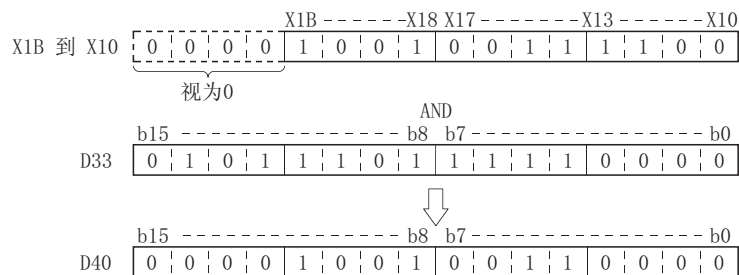 X1B X18 X17 X13 X10
X1B 到 X10 0 0 0 0 1 0 0 1 0 0 1 1 1 1 0 0
视为0
AND
b15 b8 b7 b0
D33 0 1 0 1 1 1 0 1 1 1 1 1 0 0 0 0
b15 b8 b7 b0
D40 0 0 0 0 1 0 0 1 0 0 1 1 0 0 0 0